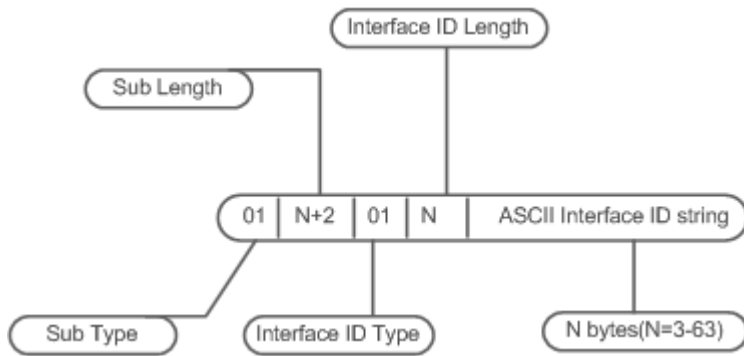 Interface ID Length
Sub Length
01 N+2 01 N ASCII Interface ID string
Sub Type Interface ID Type N bytes(N=3-63)